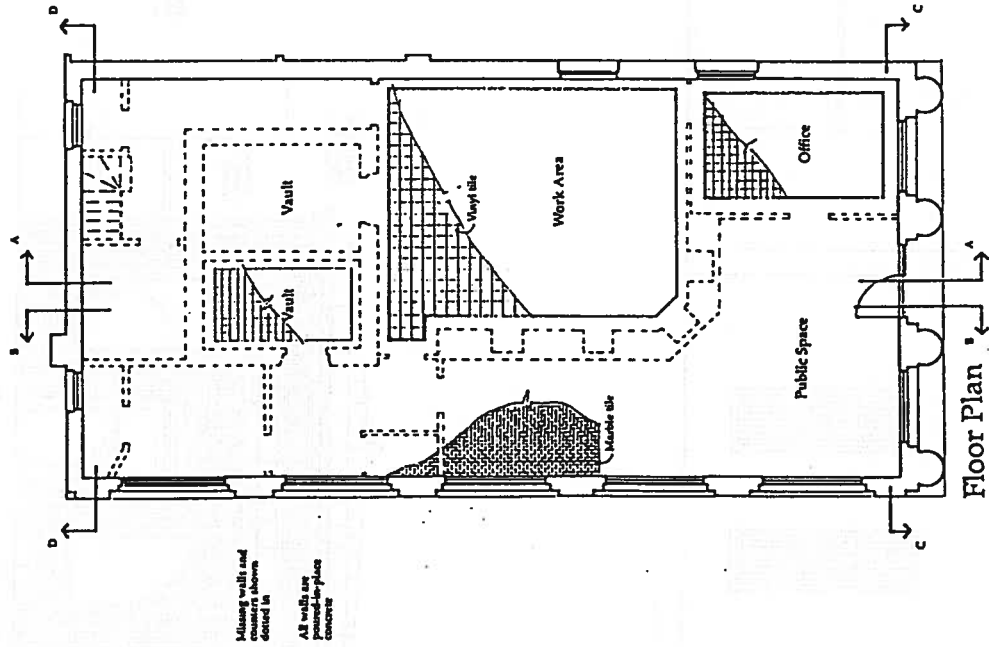 D
C
A
B
Vault
Vault
Vinyl tile
Work Area
Office
Marble tile
Public Space
A
B
D
C
Missing walls and
counters shown
dotted in
All walls are
poured-in-place
concrete
Floor Plan